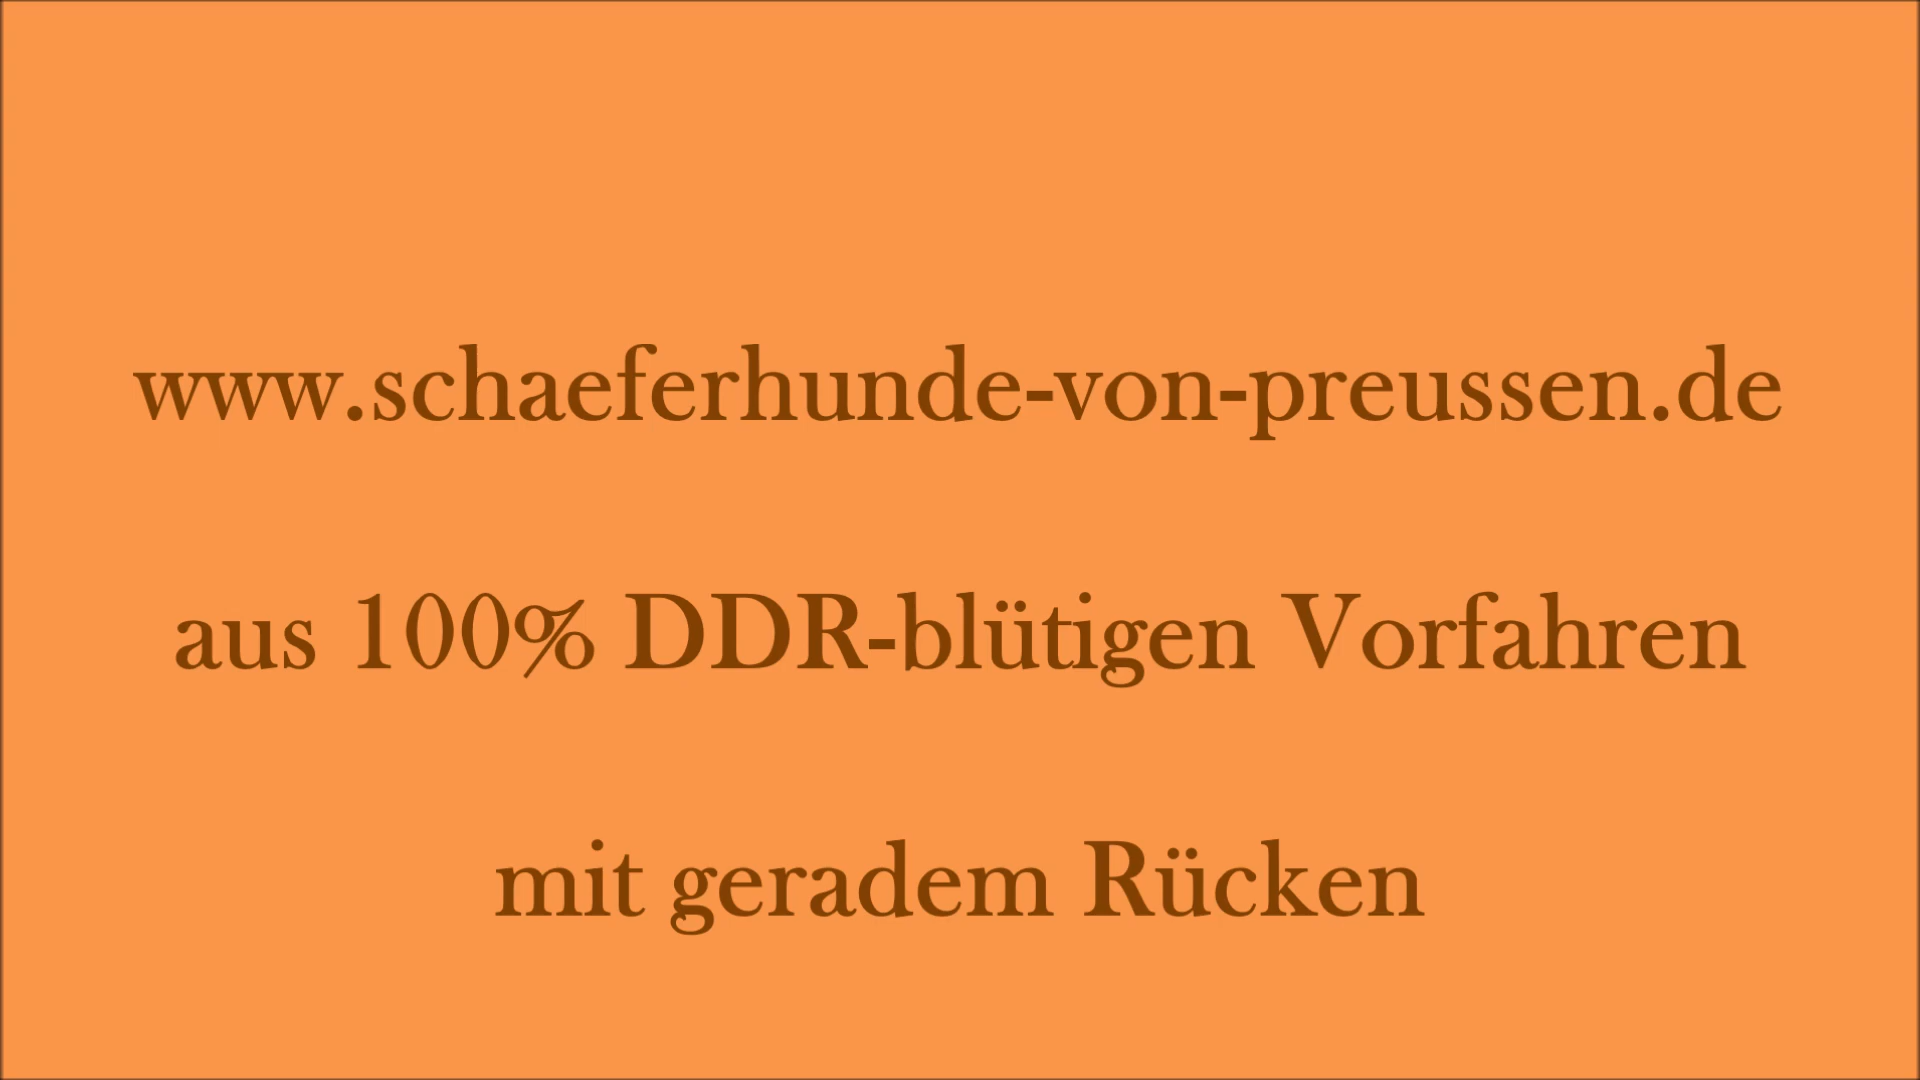 www.schaeferhunde-von-preussen.de
aus 100% DDR-blütigen Vorfahren
mit geradem Rücken